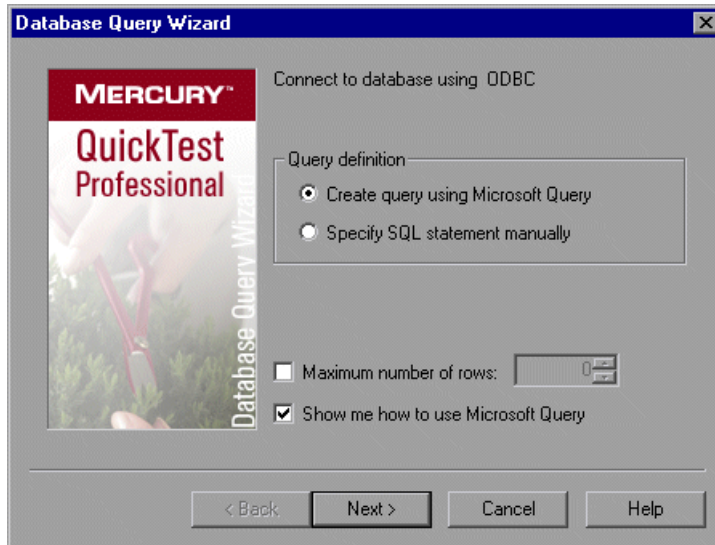 Database Query Wizard
MERCURY™
QuickTest
Professional
Database Query Wizard
Connect to database using ODBC
Query definition
Create query using Microsoft Query
Specify SQL statement manually
Maximum number of rows: 0
Show me how to use Microsoft Query
< Back Next > Cancel Help